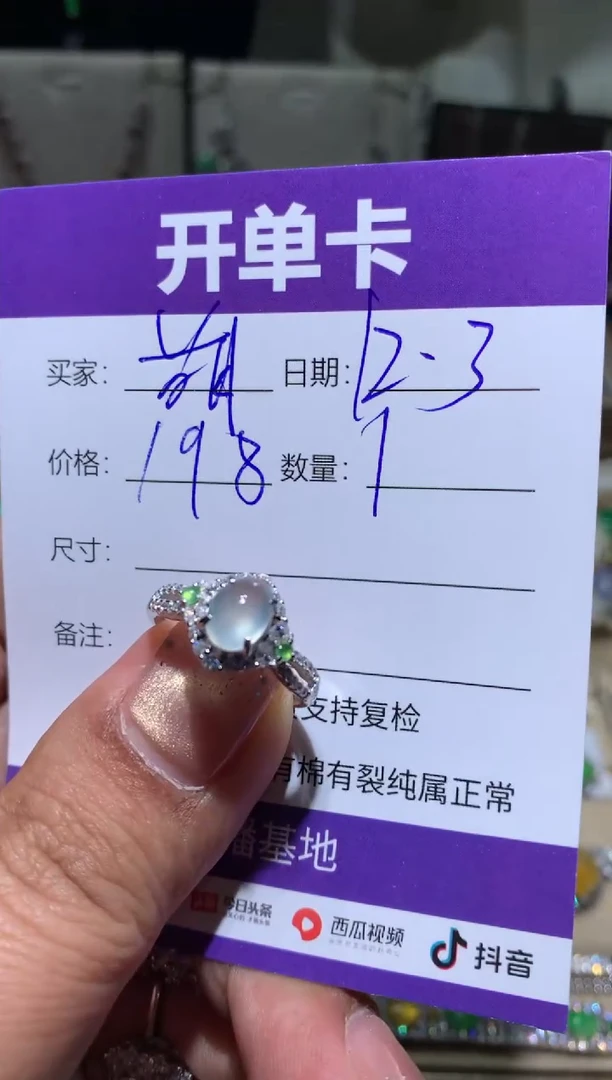 开单卡
买家: 萌 日期: 12.3
价格: 198 数量: 1
尺寸:
备注:
支持复检
有棉有裂纯属正常
播基地
今日头条 西瓜视频 抖音